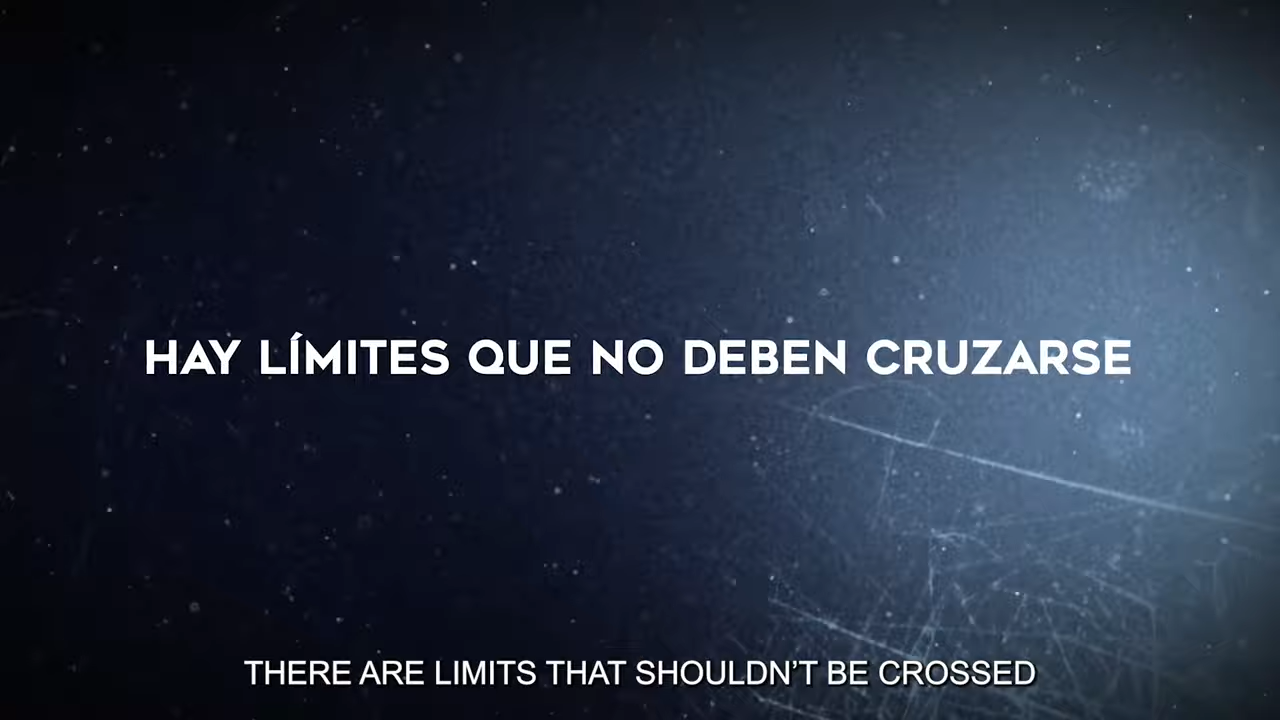 HAY LÍMITES QUE NO DEBEN CRUZARSE
THERE ARE LIMITS THAT SHOULDN’T BE CROSSED